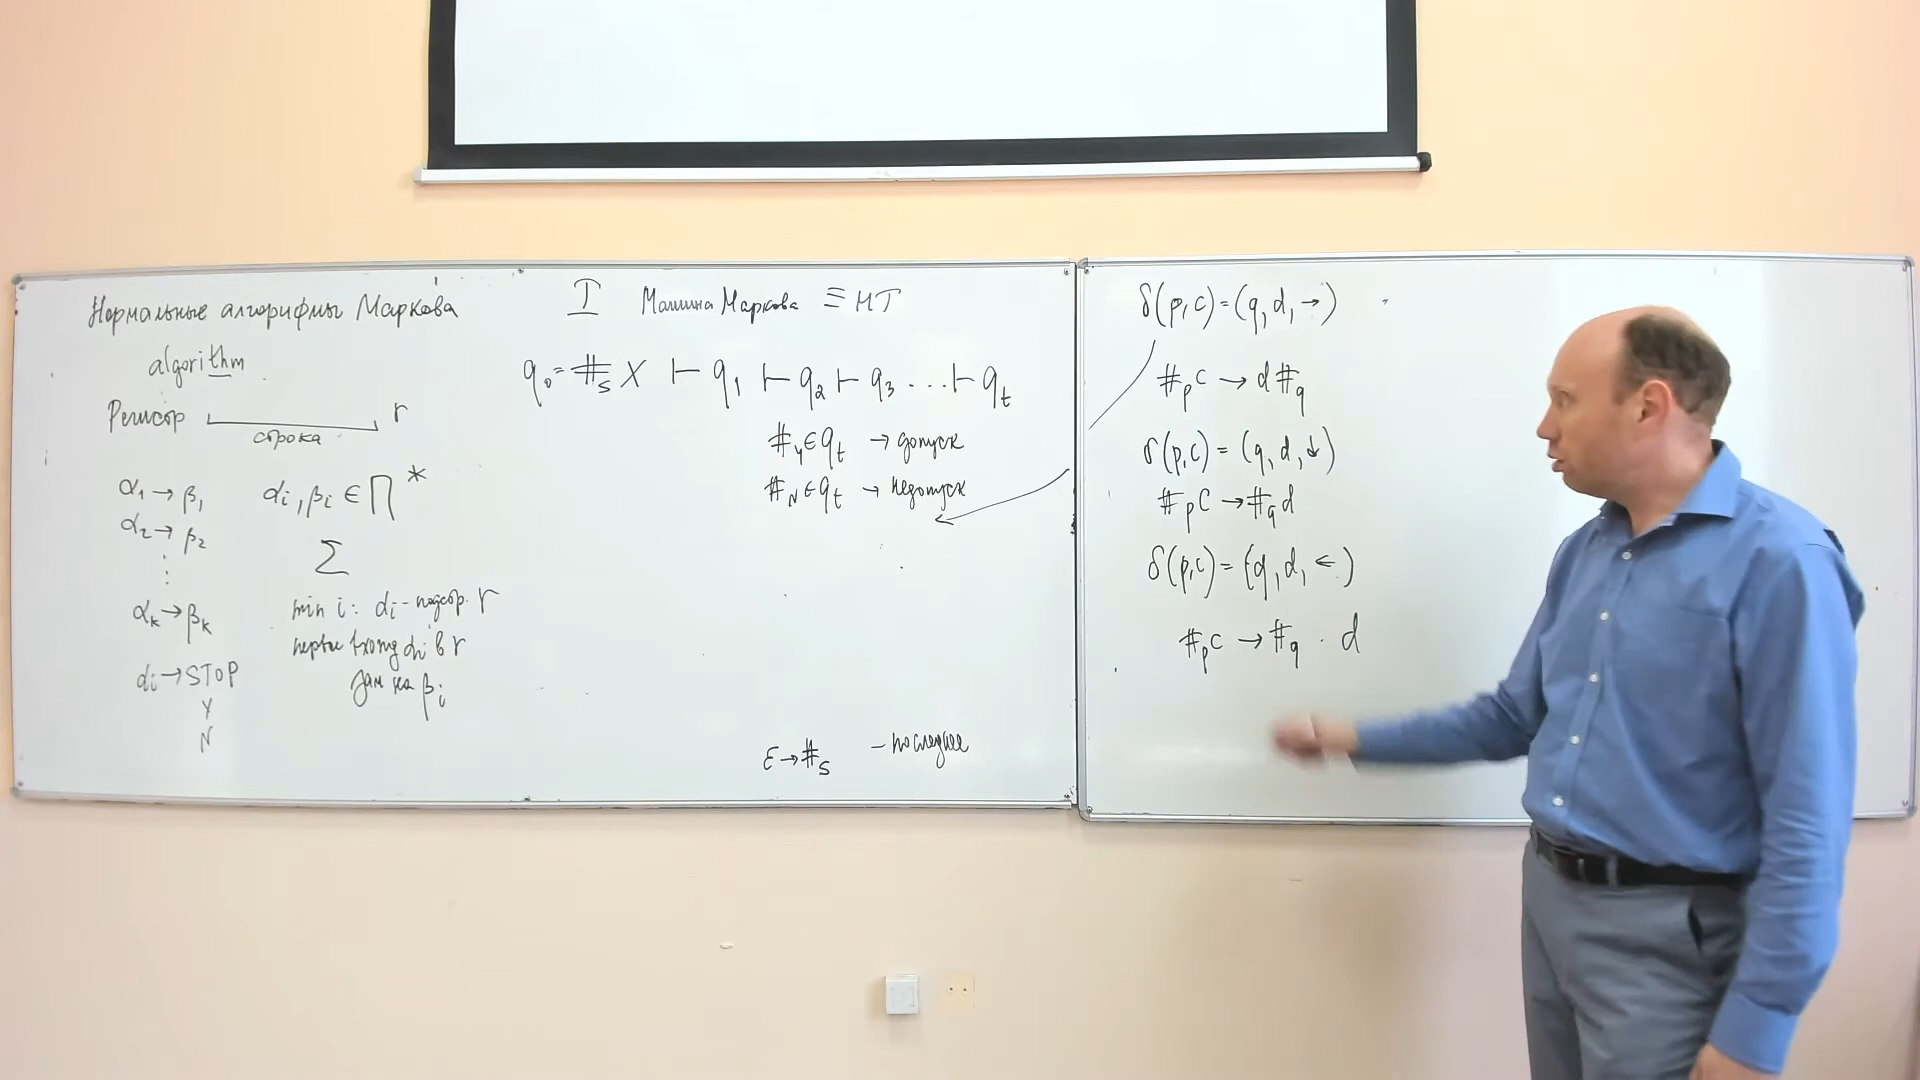 Нормальные алгорифмы Маркова
algorithm
Регистр r
строка
α₁ → β₁
αᵢ, βᵢ ∈ Π*
α₂ → β₂
⋮
Σ
αₖ → βₖ
min i: αᵢ - подстр. r
первое вхожд αᵢ в r
зам на βᵢ
αᵢ → STOP
Y
N
T Машина Маркова ≡ МТ
q₀ = #ₛ X ⊢ q₁ ⊢ q₂ ⊢ q₃ ... ⊢ qₜ
#_Y ∈ qₜ → допуск
#_N ∈ qₜ → недопуск
ε → #ₛ - последнее
δ(p, c) = (q, d, →)
#ₚc → d#_q
δ(p, c) = (q, d, ↓)
#ₚc → #_q d
δ(p, c) = (q, d, ←)
#ₚc → #_q · d